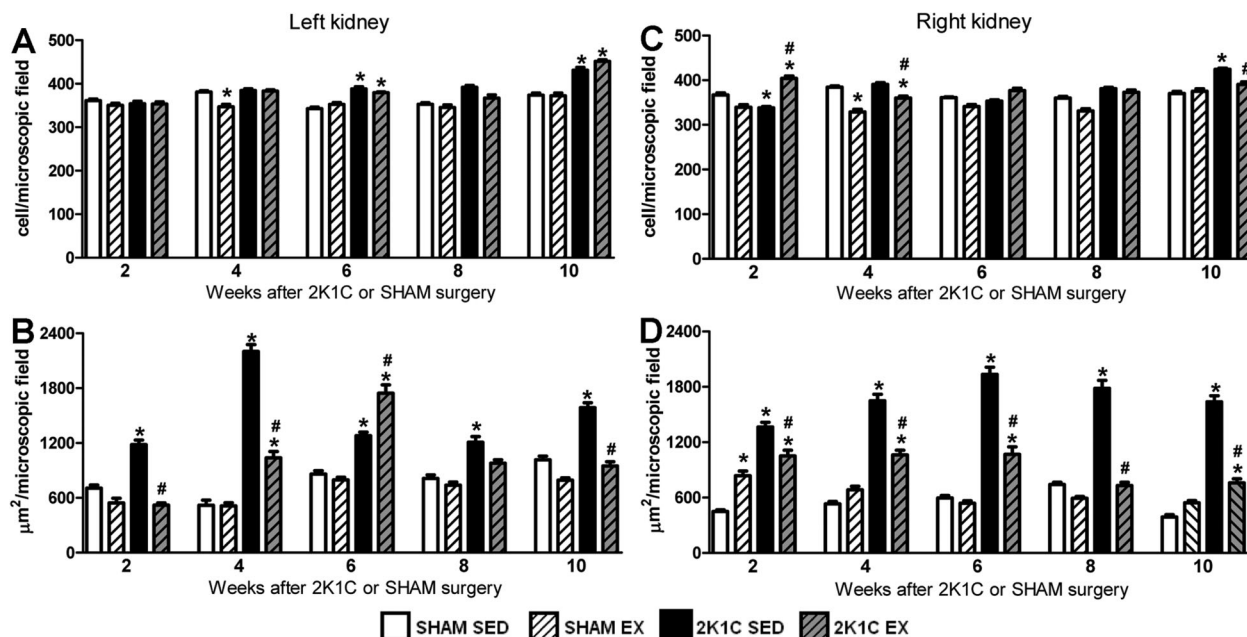 Left kidney
Right kidney
A
cell/microscopic field
500
400
300
200
100
0
* * * * *
2 4 6 8 10
Weeks after 2K1C or SHAM surgery
C
cell/microscopic field
500
400
300
200
100
0
* # * * # * * #
2 4 6 8 10
Weeks after 2K1C or SHAM surgery
B
μm²/microscopic field
2400
1800
1200
600
0
* # * # * * # * * * #
2 4 6 8 10
Weeks after 2K1C or SHAM surgery
D
μm²/microscopic field
2400
1800
1200
600
0
* * # * * # * * # * * # * # *
2 4 6 8 10
Weeks after 2K1C or SHAM surgery
SHAM SED SHAM EX 2K1C SED 2K1C EX